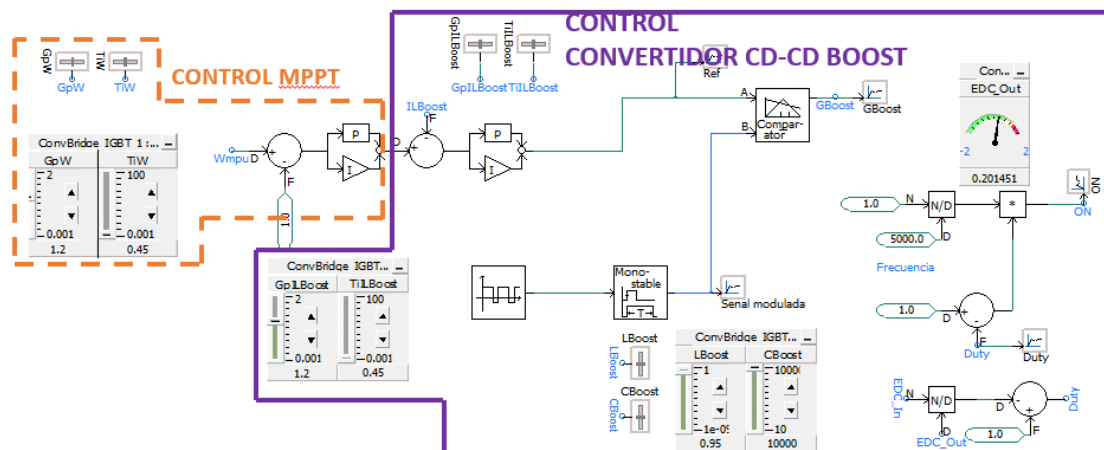 CONTROL
CONVERTIDOR CD-CD BOOST
CONTROL MPPT
GpW
TiW
GpW
TiW
GpILBoost
TiILBoost
GpILBoost
TiILBoost
Ref
Con...
EDC_Out
-2
2
0.201451
ILBoost
F
A
B
Compar-
ator
GBoost
GBoost
ConvBridge IGBT 1 :...
GpW
TiW
2
100
0.001
0.001
1.2
0.45
Wmpu
D
+
-
F
1.0
P
I
D
+
P
I
NO
ON
1.0
N
N/D
*
5000.0
D
Frecuencia
1.0
D
+
-
F
Duty
Duty
ConvBridge IGBT...
GpILBoost
TiILBoost
2
100
0.001
0.001
1.2
0.45
Mono-
stable
T
Senal modulada
LBoost
LBoost
CBoost
CBoost
ConvBridge IGBT...
LBoost
CBoost
1
10
0.95
10000
EDC_In
N
N/D
D
EDC_Out
-
+
D
1.0
F
Duty